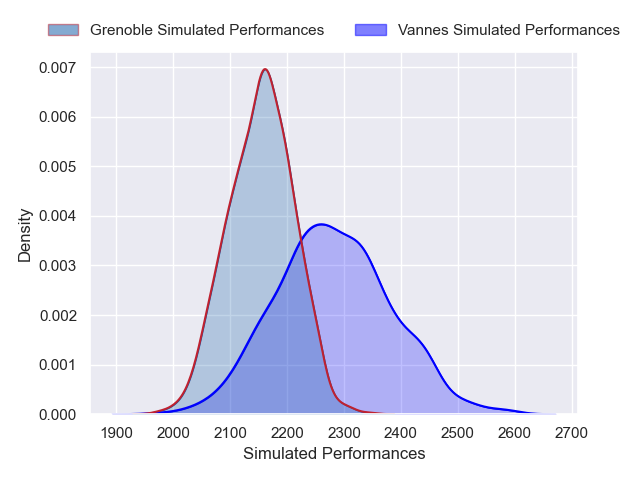 Grenoble Simulated Performances
Vannes Simulated Performances
0.007
0.006
0.005
0.004
0.003
0.002
0.001
0.000
Density
1900 2000 2100 2200 2300 2400 2500 2600 2700
Simulated Performances